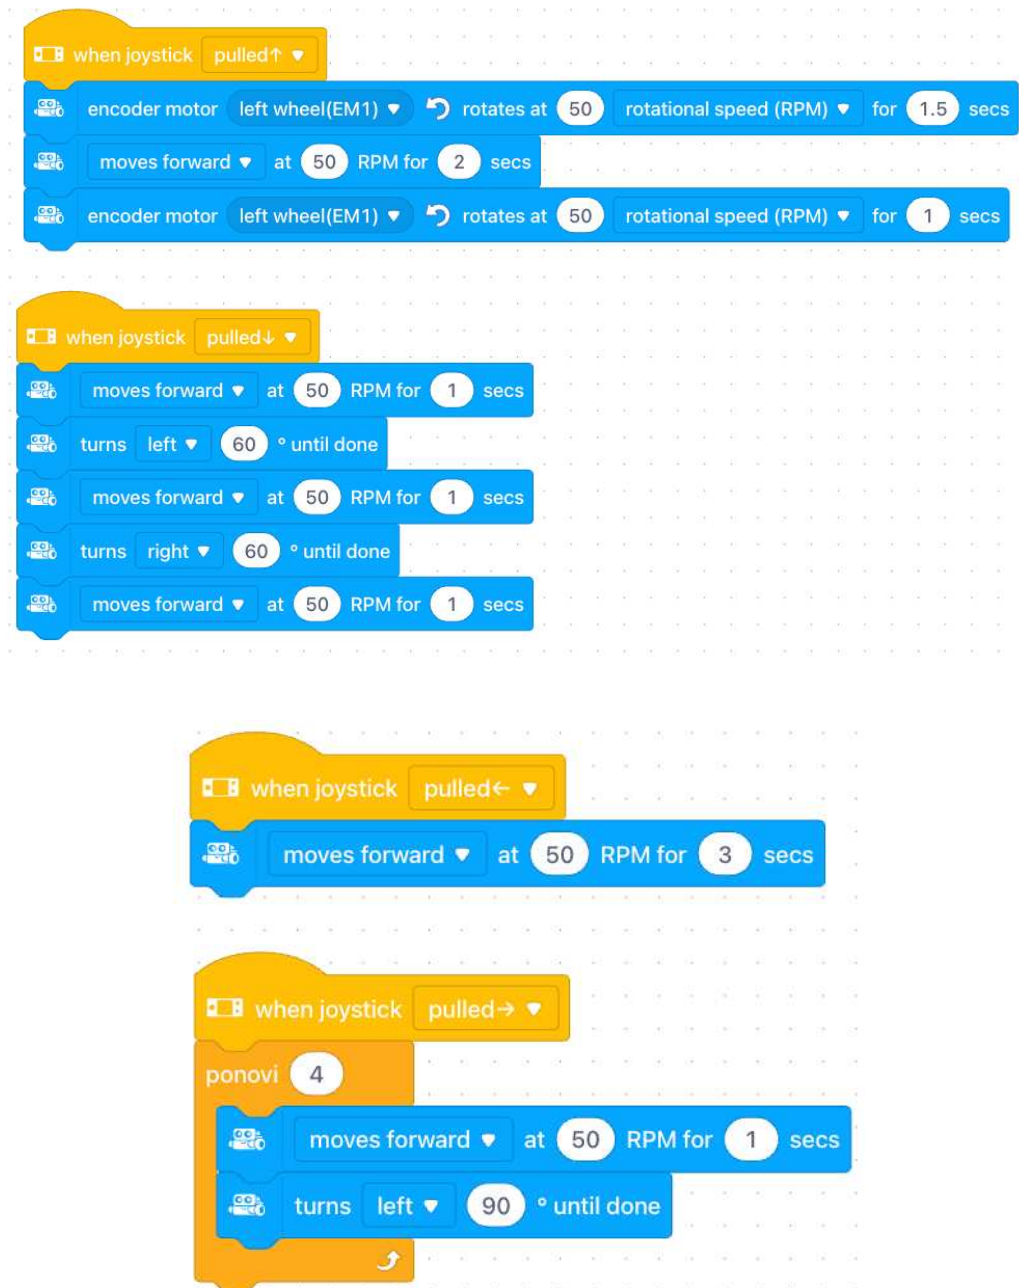 when joystick pulled↑
encoder motor left wheel(EM1) rotates at 50 rotational speed (RPM) for 1.5 secs
moves forward at 50 RPM for 2 secs
encoder motor left wheel(EM1) rotates at 50 rotational speed (RPM) for 1 secs
when joystick pulled↓
moves forward at 50 RPM for 1 secs
turns left 60 ° until done
moves forward at 50 RPM for 1 secs
turns right 60 ° until done
moves forward at 50 RPM for 1 secs
when joystick pulled←
moves forward at 50 RPM for 3 secs
when joystick pulled→
ponovi 4
moves forward at 50 RPM for 1 secs
turns left 90 ° until done